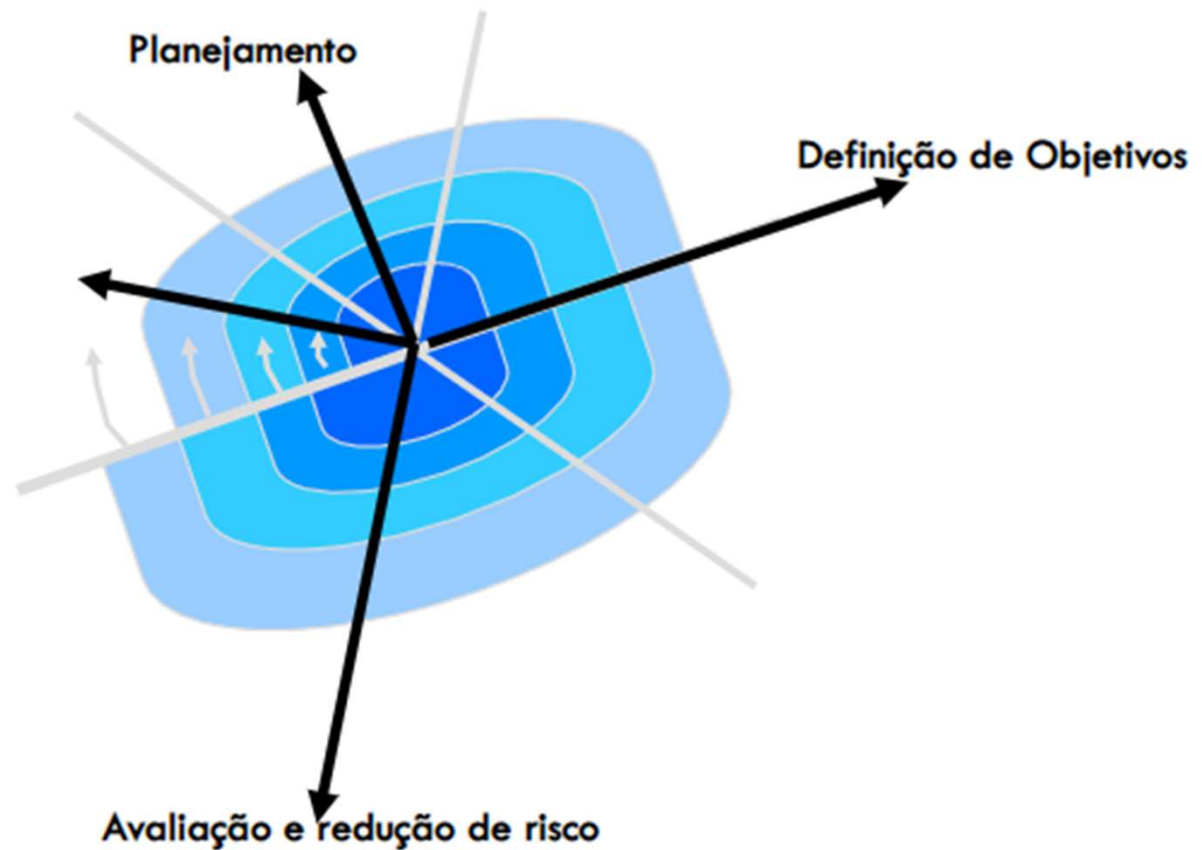 Planejamento
Definição de Objetivos
Avaliação e redução de risco